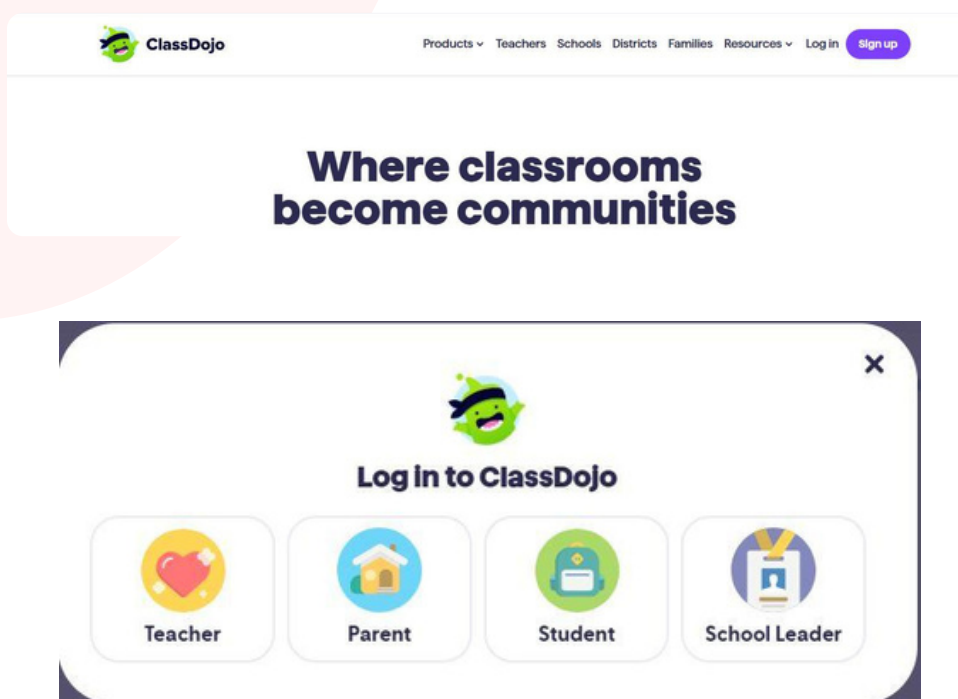 ClassDojo
Products Teachers Schools Districts Families Resources Log in Sign up
Where classrooms
become communities
Log in to ClassDojo
Teacher Parent Student School Leader